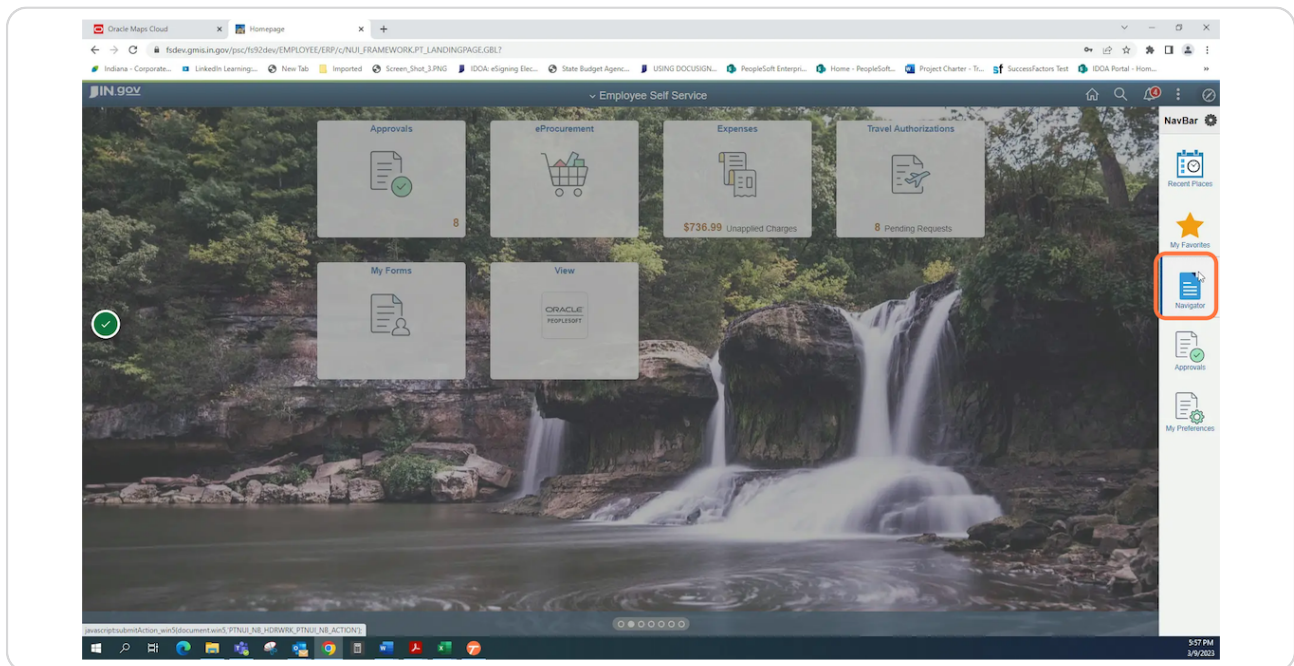 Oracle Maps Cloud
Homepage
fsdev.gmis.in.gov/psc/fs92dev/EMPLOYEE/ERP/c/NUI_FRAMEWORK.PT_LANDINGPAGE.GBL?
Indiana - Corporate... LinkedIn Learning:... New Tab Imported Screen_Shot_3.PNG IDOA: eSigning Elec... State Budget Agenc... USING DOCUSIGN... PeopleSoft Enterpri... Home - PeopleSoft... Project Charter - Tr... SuccessFactors Test IDOA Portal - Hom... »
IN.gov
Employee Self Service
4
NavBar
Approvals
8
eProcurement
Expenses
$736.99 Unapplied Charges
Travel Authorizations
8 Pending Requests
My Forms
View
ORACLE
PEOPLESOFT
Recent Places
My Favorites
Navigator
Approvals
My Preferences
javascript:submitAction_win5(document.win5,'PTNUI_NB_HDRWRK_PTNUI_NB_ACTION');
5:57 PM
3/9/2023